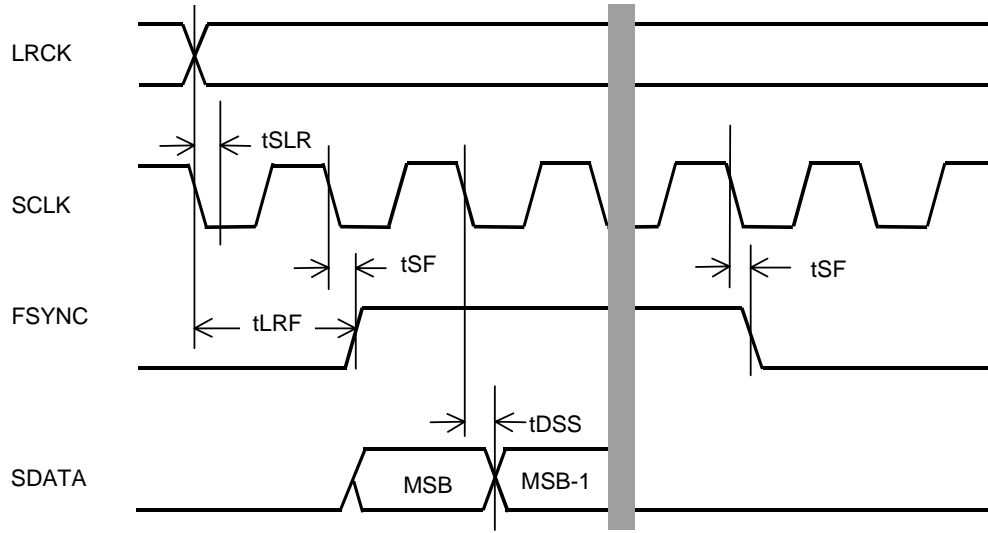 LRCK
tSLR
SCLK
tSF
tSF
FSYNC
tLRF
tDSS
SDATA
MSB
MSB-1